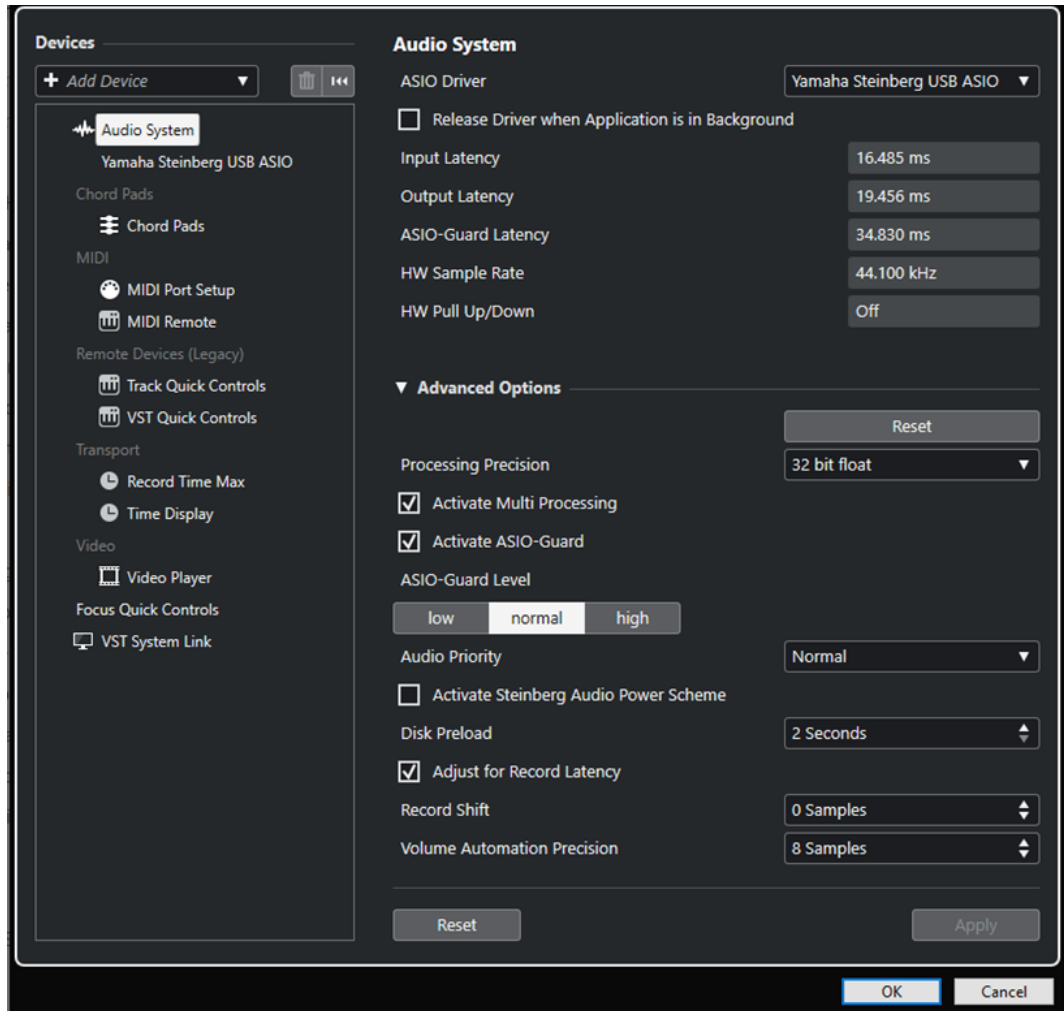 Devices
+ Add Device
Audio System
Yamaha Steinberg USB ASIO
Chord Pads
Chord Pads
MIDI
MIDI Port Setup
MIDI Remote
Remote Devices (Legacy)
Track Quick Controls
VST Quick Controls
Transport
Record Time Max
Time Display
Video
Video Player
Focus Quick Controls
VST System Link
Audio System
ASIO Driver Yamaha Steinberg USB ASIO
Release Driver when Application is in Background
Input Latency 16.485 ms
Output Latency 19.456 ms
ASIO-Guard Latency 34.830 ms
HW Sample Rate 44.100 kHz
HW Pull Up/Down Off
Advanced Options
Reset
Processing Precision 32 bit float
Activate Multi Processing
Activate ASIO-Guard
ASIO-Guard Level
low normal high
Audio Priority Normal
Activate Steinberg Audio Power Scheme
Disk Preload 2 Seconds
Adjust for Record Latency
Record Shift 0 Samples
Volume Automation Precision 8 Samples
Reset Apply
OK Cancel